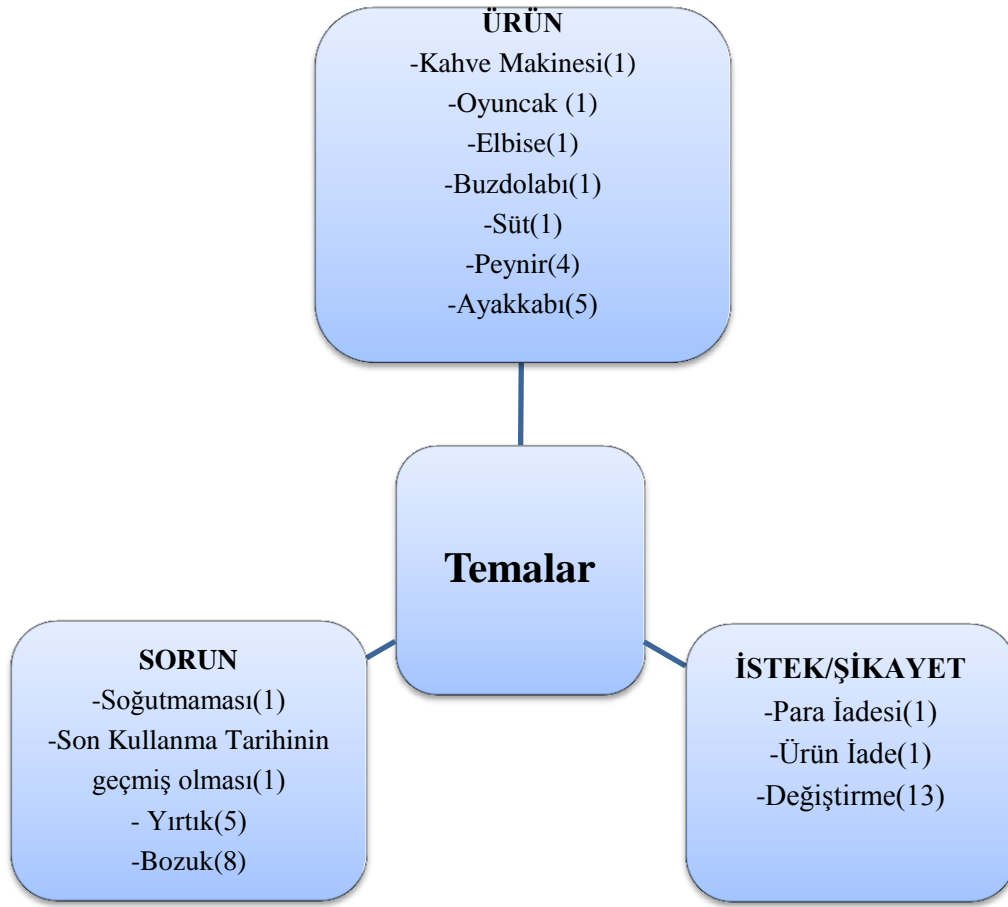 ÜRÜN
-Kahve Makinesi(1)
-Oyuncak (1)
-Elbise(1)
-Buzdolabı(1)
-Süt(1)
-Peynir(4)
-Ayakkabı(5)
Temalar
SORUN
-Soğutmaması(1)
-Son Kullanma Tarihinin
geçmiş olması(1)
- Yırtık(5)
-Bozuk(8)
İSTEK/ŞİKAYET
-Para İadesi(1)
-Ürün İade(1)
-Değiştirme(13)